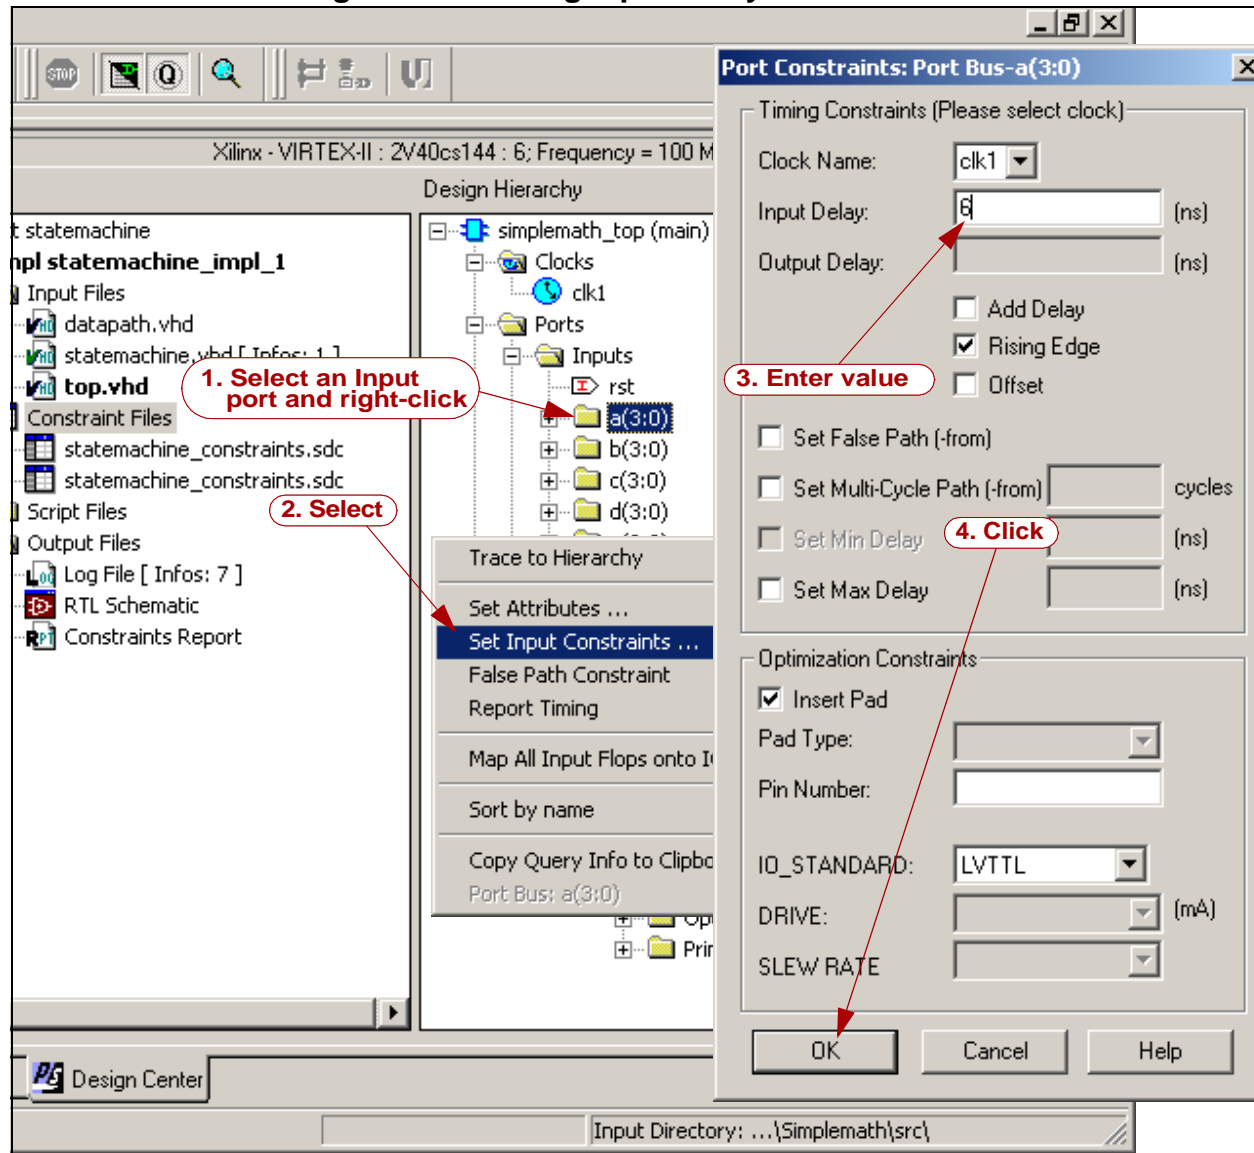 STOP
Q
Xilinx - VIRTEX-II : 2V40cs144 : 6; Frequency = 100 M
Design Hierarchy
t statemachine
npl statemachine_impl_1
Input Files
datapath.vhd
statemachine.vhd [ Infos: 1 ]
top.vhd
Constraint Files
statemachine_constraints.sdc
statemachine_constraints.sdc
Script Files
Output Files
Log File [ Infos: 7 ]
RTL Schematic
Constraints Report
simplemath_top (main)
Clocks
clk1
Ports
Inputs
rst
a(3:0)
b(3:0)
c(3:0)
d(3:0)
1. Select an Input
port and right-click
2. Select
Trace to Hierarchy
Set Attributes ...
Set Input Constraints ...
False Path Constraint
Report Timing
Map All Input Flops onto I
Sort by name
Copy Query Info to Clipbo
Port Bus: a(3:0)
Op
Prir
Port Constraints: Port Bus-a(3:0)
Timing Constraints (Please select clock)
Clock Name: clk1
Input Delay: 6 (ns)
Output Delay: (ns)
Add Delay
Rising Edge
3. Enter value
Offset
Set False Path (-from)
Set Multi-Cycle Path (-from) cycles
4. Click
Set Min Delay (ns)
Set Max Delay (ns)
Optimization Constraints
Insert Pad
Pad Type:
Pin Number:
IO_STANDARD: LVTTL
DRIVE: (mA)
SLEW RATE
OK Cancel Help
Design Center
Input Directory: ...\Simplemath\src\